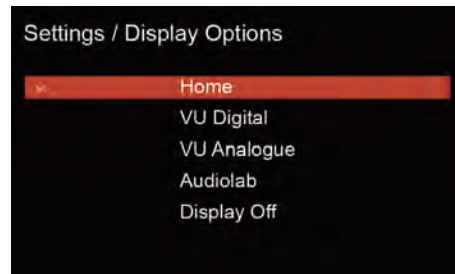 Settings / Display Options
Home
VU Digital
VU Analogue
Audiolab
Display Off